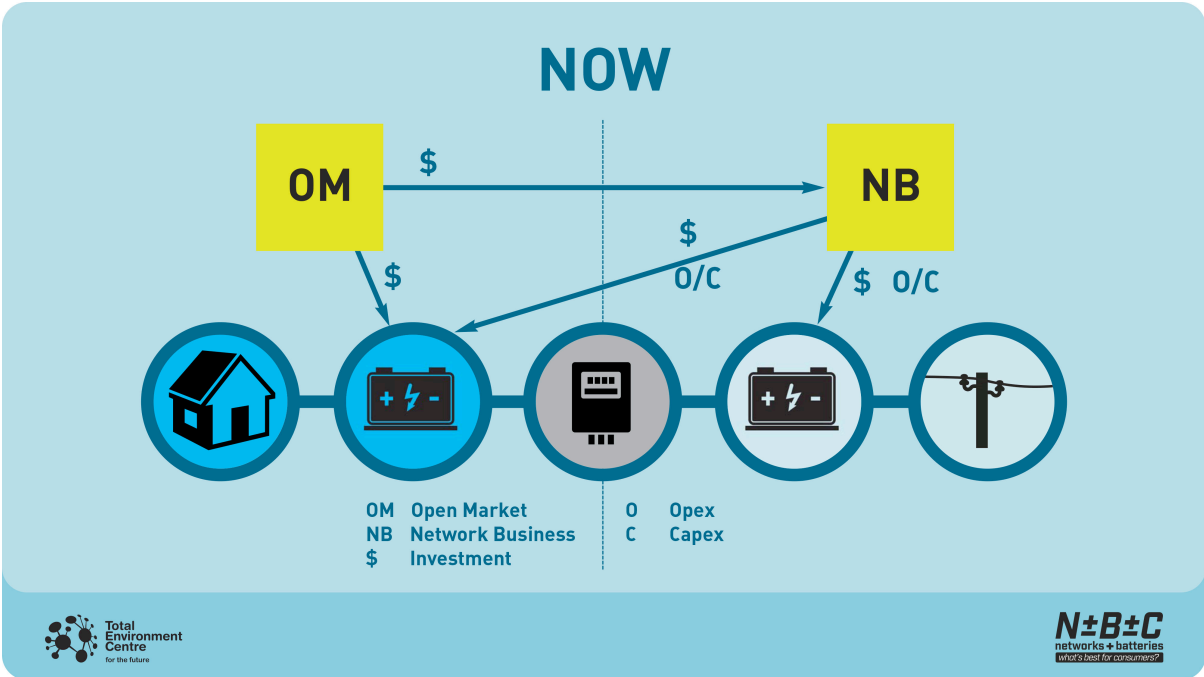 NOW
OM
$
NB
$
$
O/C
$ O/C
+ -
+ -
OM Open Market
NB Network Business
$ Investment
O Opex
C Capex
Total
Environment
Centre
for the future
N±B±C
networks + batteries
what's best for consumers?